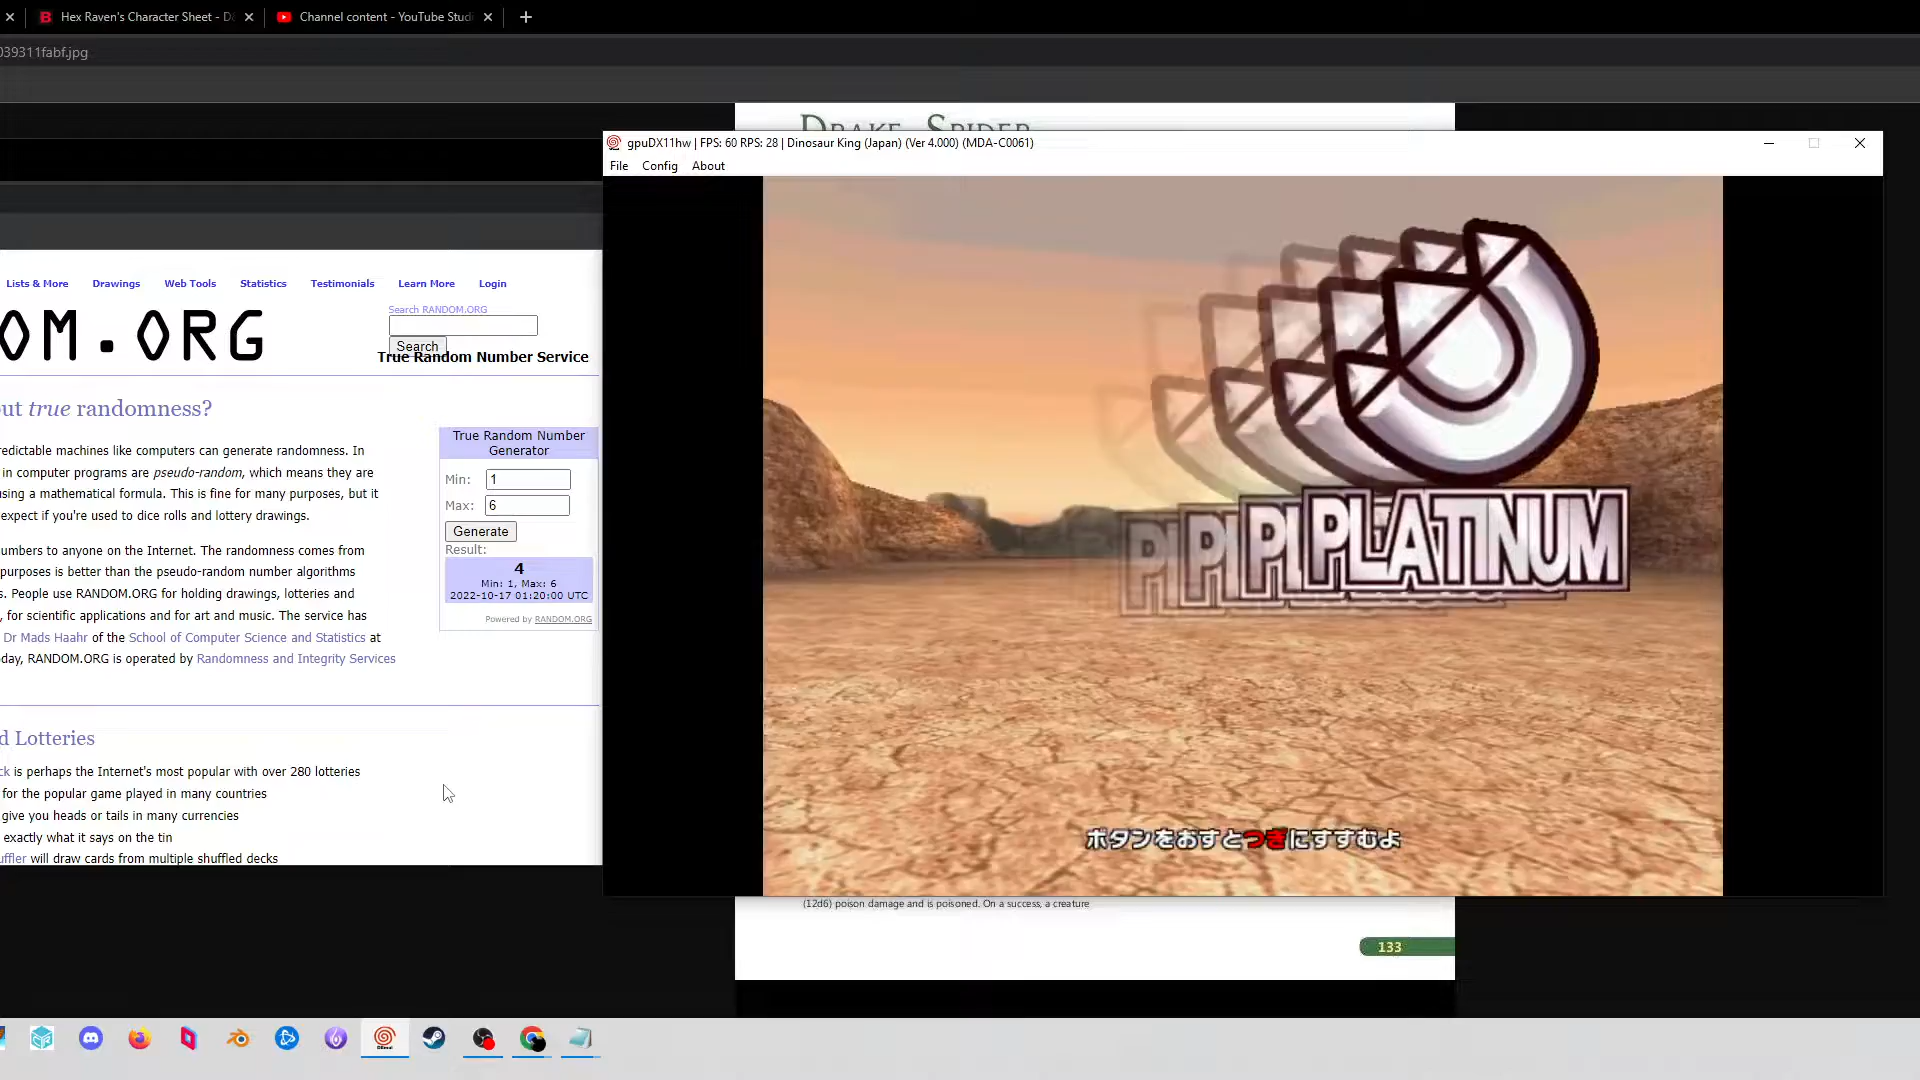 Hex Raven's Character Sheet - D
Channel content - YouTube Studi
039311fabf.jpg
DRAKE, SPIDER
gpuDX11hw | FPS: 60 RPS: 28 | Dinosaur King (Japan) (Ver 4.000) (MDA-C0061)
File Config About
Lists & More Drawings Web Tools Statistics Testimonials Learn More Login
Search RANDOM.ORG
OM.ORG
Search
True Random Number Service
ut true randomness?
True Random Number
Generator
redictable machines like computers can generate randomness. In
in computer programs are pseudo-random, which means they are
using a mathematical formula. This is fine for many purposes, but it
expect if you're used to dice rolls and lottery drawings.
Min: 1
Max: 6
Generate
Result:
4
Min: 1, Max: 6
2022-10-17 01:20:00 UTC
Powered by RANDOM.ORG
umbers to anyone on the Internet. The randomness comes from
purposes is better than the pseudo-random number algorithms
s. People use RANDOM.ORG for holding drawings, lotteries and
, for scientific applications and for art and music. The service has
Dr Mads Haahr of the School of Computer Science and Statistics at
day, RANDOM.ORG is operated by Randomness and Integrity Services
d Lotteries
ck is perhaps the Internet's most popular with over 280 lotteries
for the popular game played in many countries
give you heads or tails in many currencies
exactly what it says on the tin
uffler will draw cards from multiple shuffled decks
PLATINUM
ボタンをおすとつぎにすすむよ
(12d6) poison damage and is poisoned. On a success, a creature
133